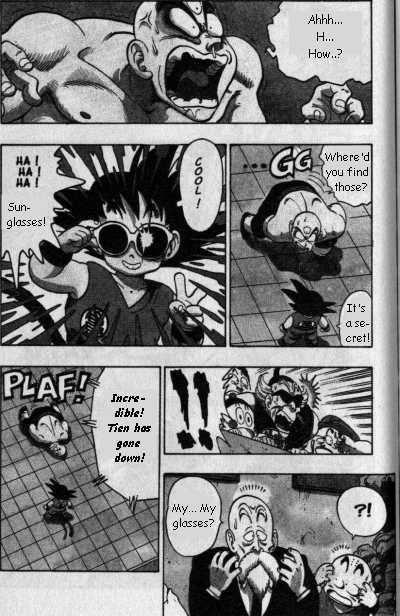 Ahhh...
H...
How..?
HA!
HA!
HA!
Sun-
glasses!
COOL!
...GG
Where'd
you find
those?
It's
a se-
cret!
PLAF!
Incre-
dible!
Tien has
gone
down!
!!
My... My
glasses?
?!